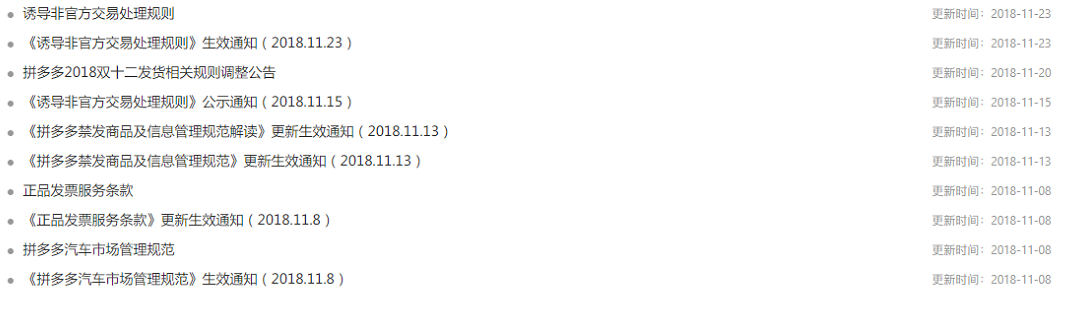 诱导非官方交易处理规则 更新时间：2018-11-23
《诱导非官方交易处理规则》生效通知（2018.11.23） 更新时间：2018-11-23
拼多多2018双十二发货相关规则调整公告 更新时间：2018-11-20
《诱导非官方交易处理规则》公示通知（2018.11.15） 更新时间：2018-11-15
《拼多多禁发商品及信息管理规范解读》更新生效通知（2018.11.13） 更新时间：2018-11-13
《拼多多禁发商品及信息管理规范》更新生效通知（2018.11.13） 更新时间：2018-11-13
正品发票服务条款 更新时间：2018-11-08
《正品发票服务条款》更新生效通知（2018.11.8） 更新时间：2018-11-08
拼多多汽车市场管理规范 更新时间：2018-11-08
《拼多多汽车市场管理规范》生效通知（2018.11.8） 更新时间：2018-11-08